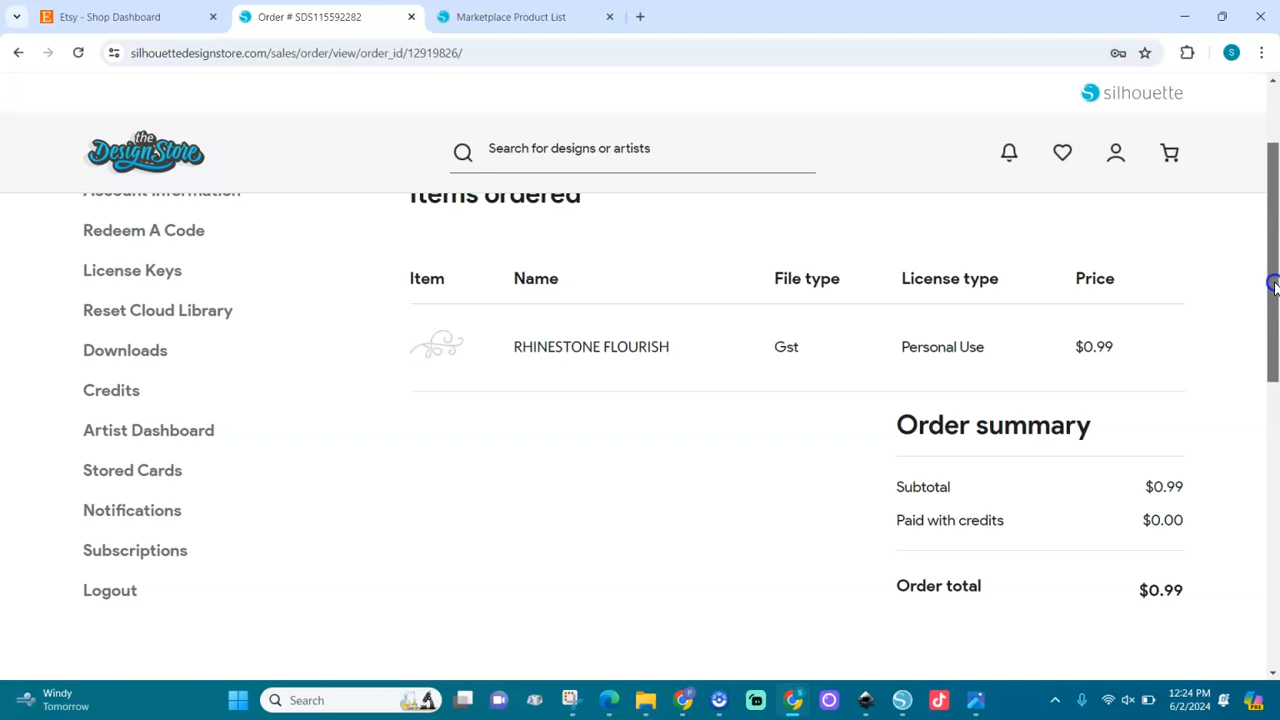 Etsy - Shop Dashboard
Order # SDS115592282
Marketplace Product List
silhouettedesignstore.com/sales/order/view/order_id/12919826/
S
silhouette
the Design Store
Search for designs or artists
Account Information
Items ordered
Redeem A Code
License Keys
Reset Cloud Library
Downloads
Credits
Artist Dashboard
Stored Cards
Notifications
Subscriptions
Logout
Item Name File type License type Price
RHINESTONE FLOURISH Gst Personal Use $0.99
Order summary
Subtotal $0.99
Paid with credits $0.00
Order total $0.99
Windy
Tomorrow
Search
12:24 PM
6/2/2024